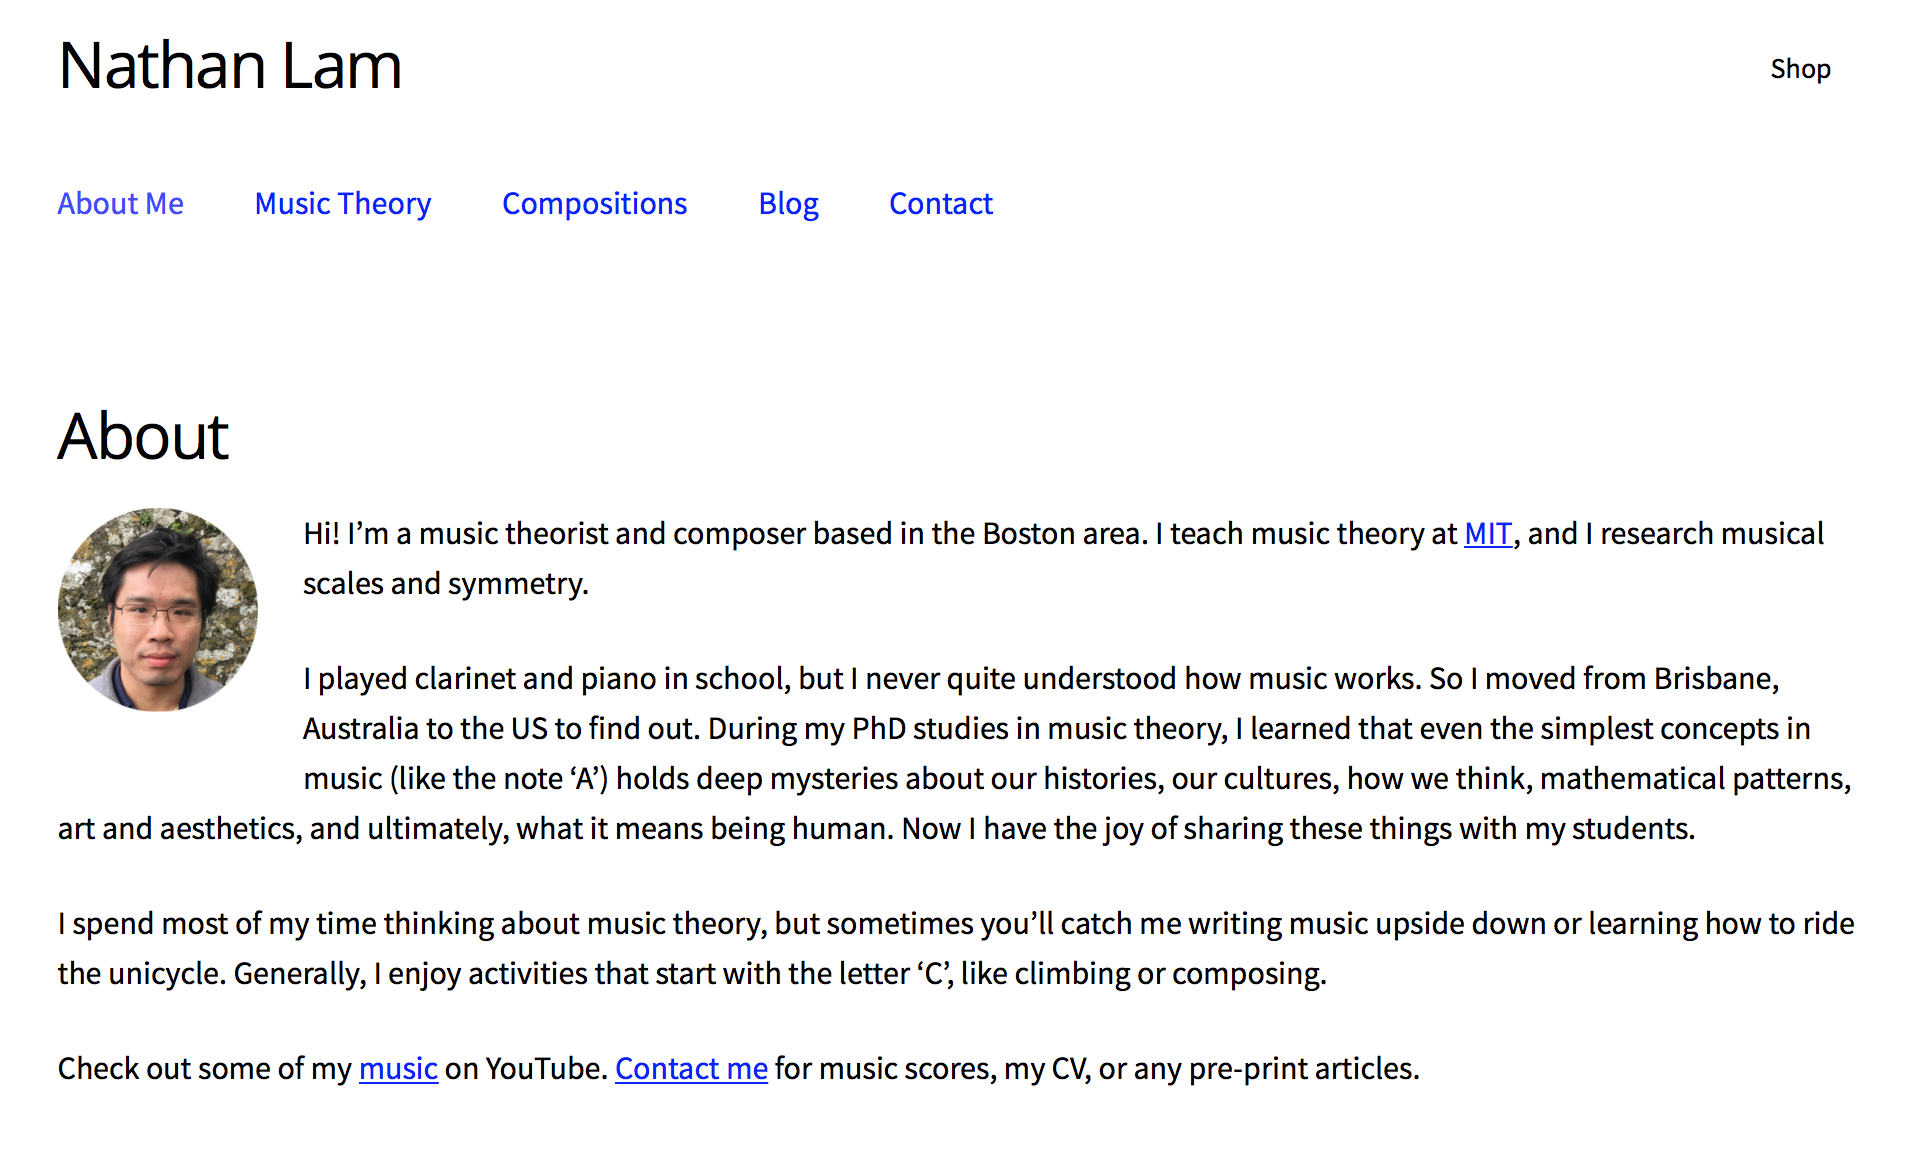 Nathan Lam
Shop
About Me Music Theory Compositions Blog Contact
About
Hi! I’m a music theorist and composer based in the Boston area. I teach music theory at MIT, and I research musical
scales and symmetry.
I played clarinet and piano in school, but I never quite understood how music works. So I moved from Brisbane,
Australia to the US to find out. During my PhD studies in music theory, I learned that even the simplest concepts in
music (like the note ‘A’) holds deep mysteries about our histories, our cultures, how we think, mathematical patterns,
art and aesthetics, and ultimately, what it means being human. Now I have the joy of sharing these things with my students.
I spend most of my time thinking about music theory, but sometimes you’ll catch me writing music upside down or learning how to ride
the unicycle. Generally, I enjoy activities that start with the letter ‘C’, like climbing or composing.
Check out some of my music on YouTube. Contact me for music scores, my CV, or any pre-print articles.